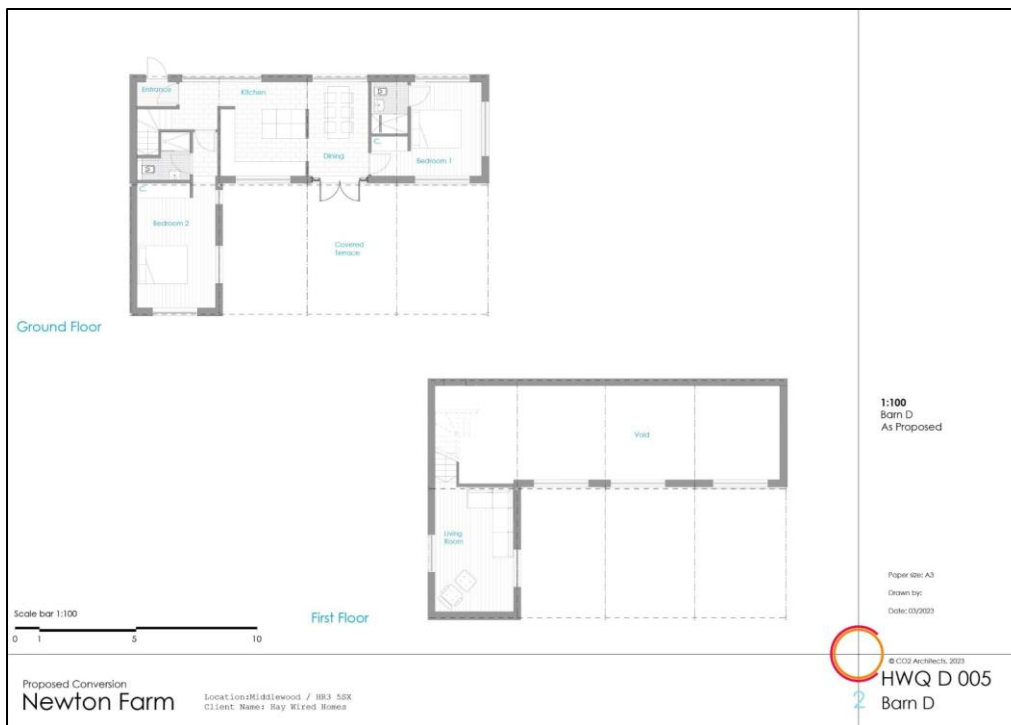 Entrance
Kitchen
Dining
C.
Bedroom 1
C.
Bedroom 2
Covered
Terrace
Ground Floor
Void
Living
Room
First Floor
Scale bar 1:100
0 1 5 10
1:100
Barn D
As Proposed
Paper size: A3
Drawn by:
Date: 03/2023
© CO2 Architects, 2023
HWQ D 005
2
Barn D
Proposed Conversion
Newton Farm
Location:Middlewood / HR3 5SX
Client Name: Hay Wired Homes